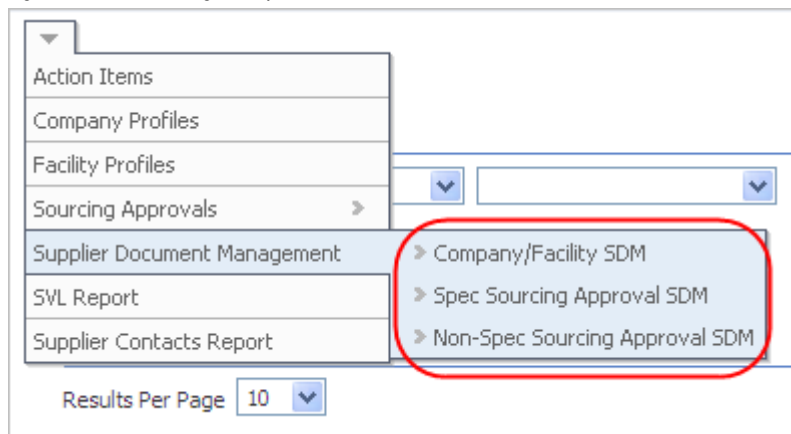 Action Items
Company Profiles
Facility Profiles
Sourcing Approvals
Supplier Document Management
Company/Facility SDM
Spec Sourcing Approval SDM
Non-Spec Sourcing Approval SDM
SVL Report
Supplier Contacts Report
Results Per Page 10